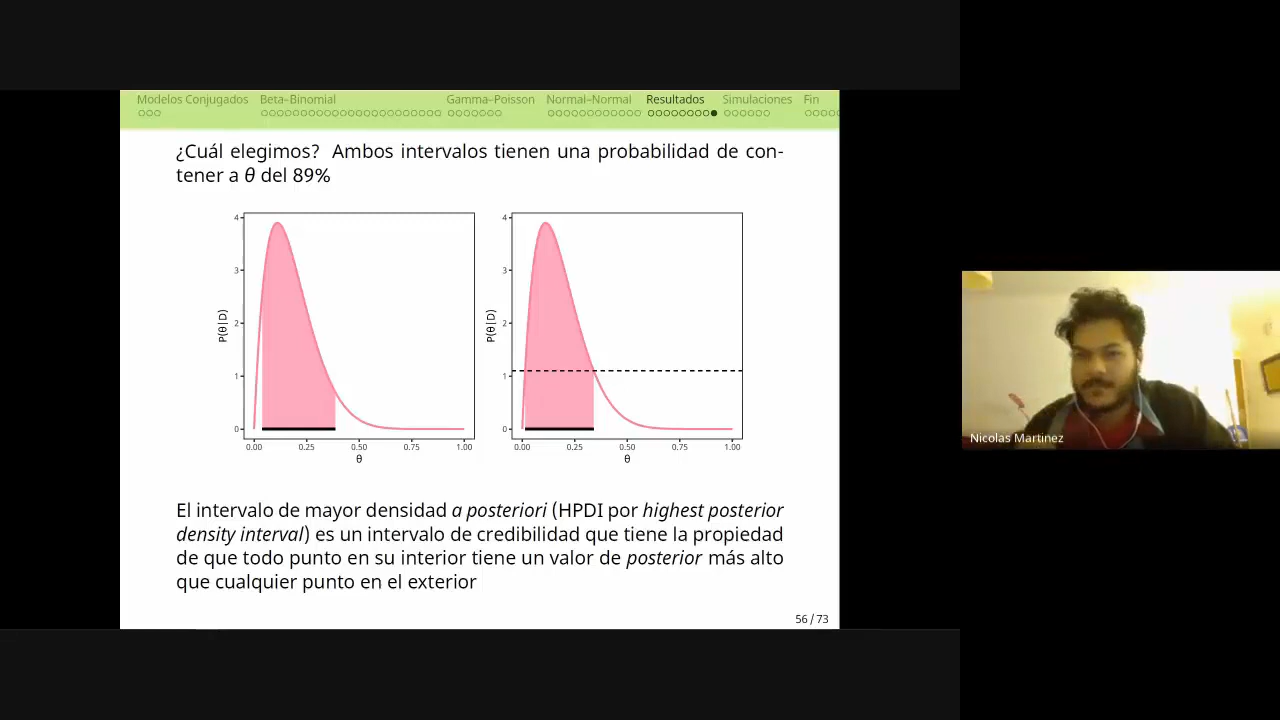 Modelos Conjugados Beta–Binomial Gamma–Poisson Normal–Normal Resultados Simulaciones Fin
¿Cuál elegimos? Ambos intervalos tienen una probabilidad de con-
tener a θ del 89%
4
3
2
1
0
P(θ|D)
0.00 0.25 0.50 0.75 1.00
θ
4
3
2
1
0
P(θ|D)
0.00 0.25 0.50 0.75 1.00
θ
El intervalo de mayor densidad a posteriori (HPDI por highest posterior
density interval) es un intervalo de credibilidad que tiene la propiedad
de que todo punto en su interior tiene un valor de posterior más alto
que cualquier punto en el exterior
56 / 73
Nicolas Martinez